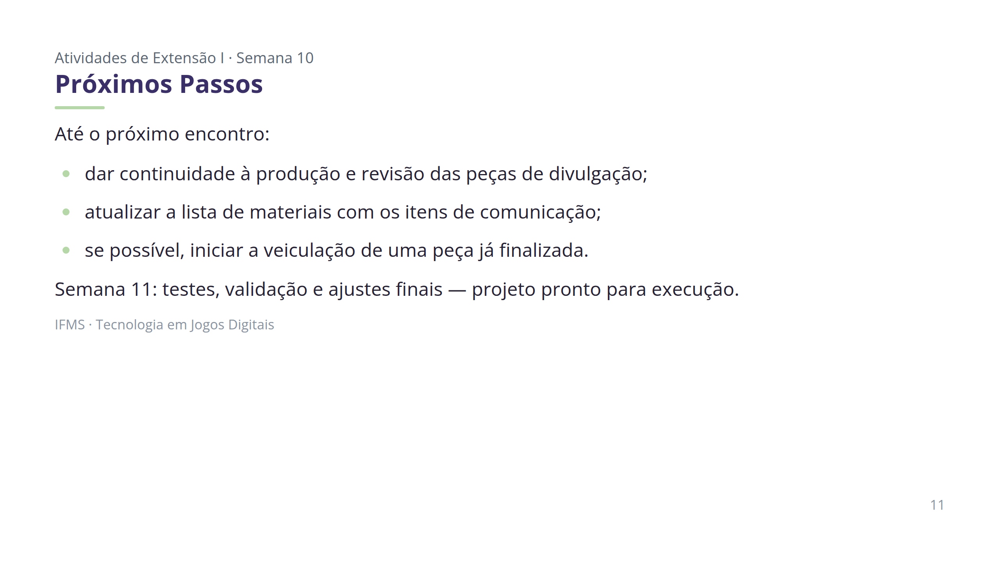 Atividades de Extensão I · Semana 10
Próximos Passos
Até o próximo encontro:
dar continuidade à produção e revisão das peças de divulgação;
atualizar a lista de materiais com os itens de comunicação;
se possível, iniciar a veiculação de uma peça já finalizada.
Semana 11: testes, validação e ajustes finais — projeto pronto para execução.
IFMS · Tecnologia em Jogos Digitais
11